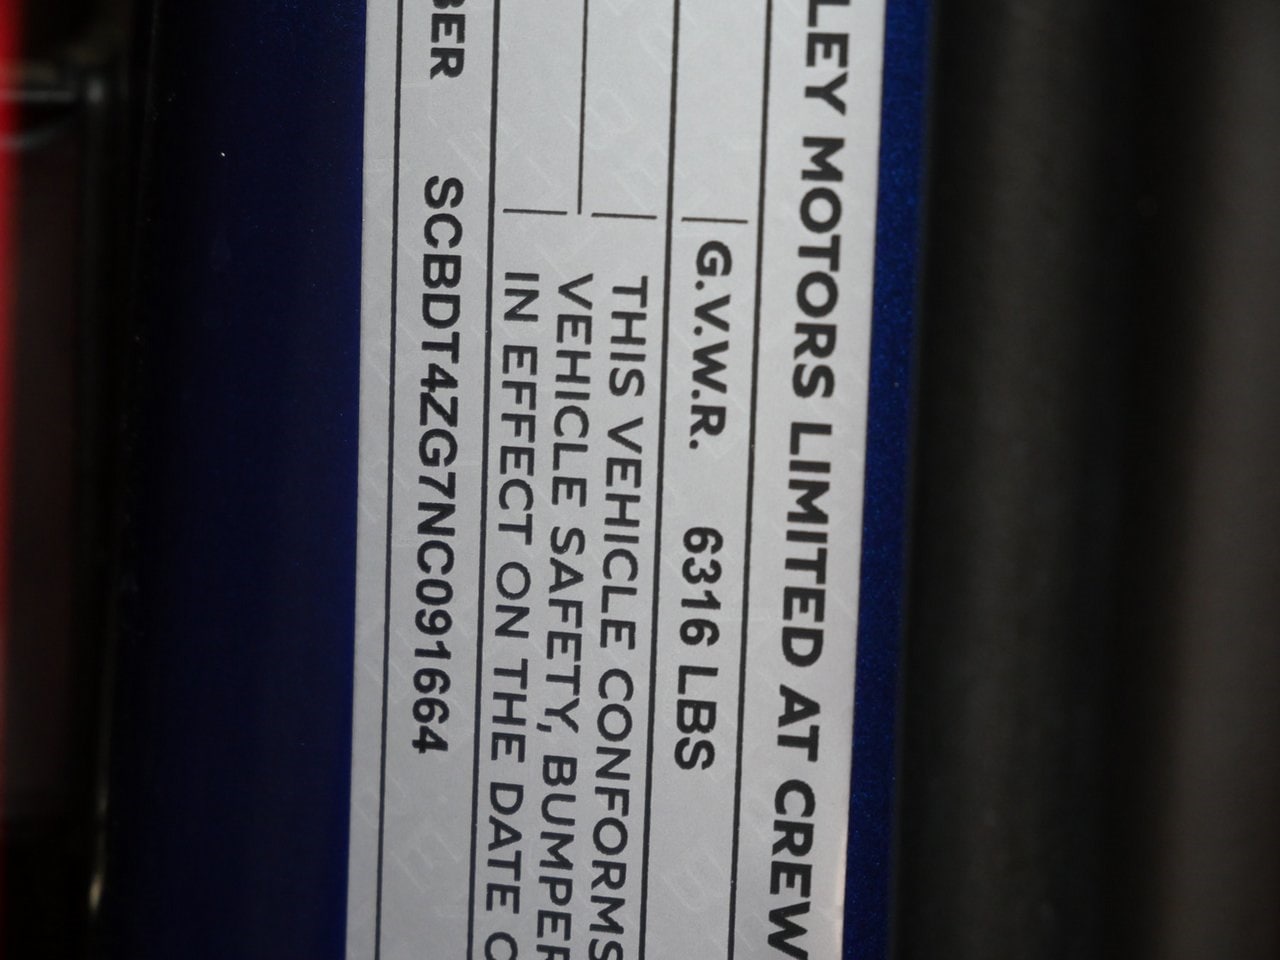 LEY MOTORS LIMITED AT CREW
G.V.W.R. 6316 LBS
THIS VEHICLE CONFORMS
VEHICLE SAFETY, BUMPER
IN EFFECT ON THE DATE O
BER SCBDT4ZG7NC091664